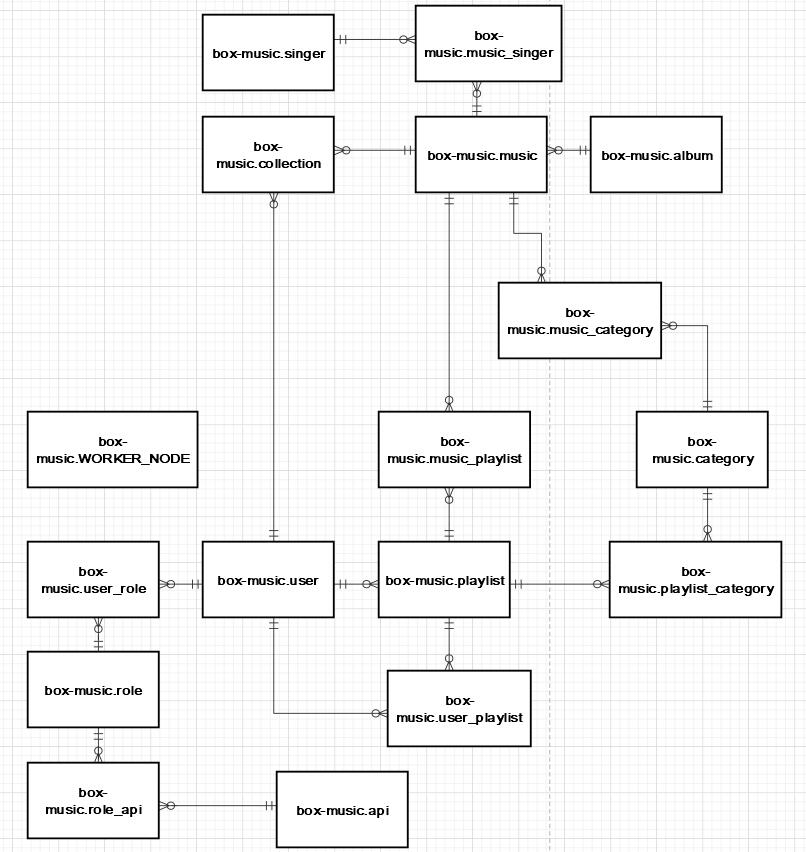 box-
music.music_singer
box-music.singer
box-
music.collection
box-music.music
box-music.album
box-
music.music_category
box-
music.WORKER_NODE
box-
music.music_playlist
box-
music.category
box-
music.user_role
box-music.user
box-music.playlist
box-
music.playlist_category
box-music.role
box-
music.user_playlist
box-
music.role_api
box-music.api